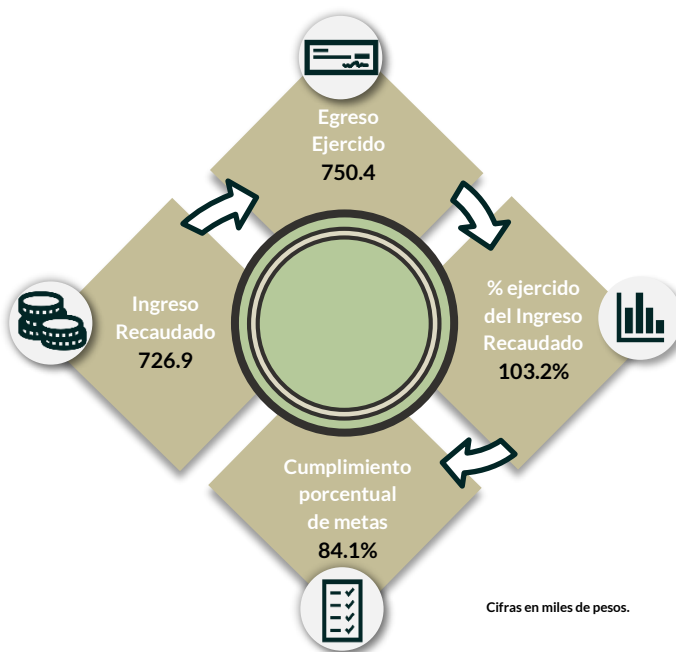 Egreso
Ejercido
750.4
Ingreso
Recaudado
726.9
% ejercido
del Ingreso
Recaudado
103.2%
Cumplimiento
porcentual
de metas
84.1%
Cifras en miles de pesos.